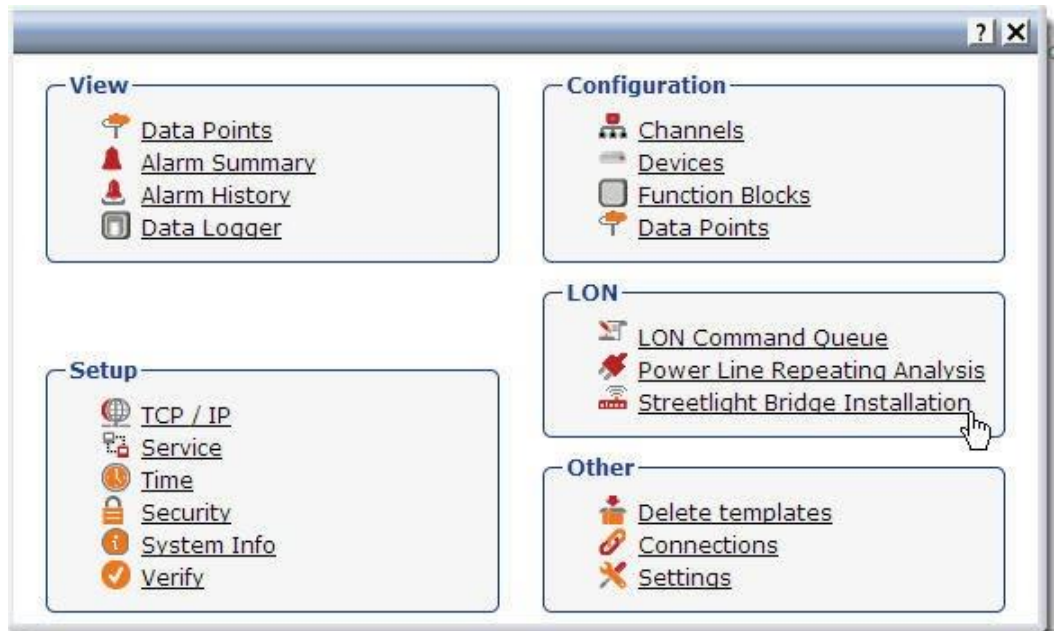 ?
View
Data Points
Alarm Summary
Alarm History
Data Logger
Setup
TCP / IP
Service
Time
Security
System Info
Verify
Configuration
Channels
Devices
Function Blocks
Data Points
LON
LON Command Queue
Power Line Repeating Analysis
Streetlight Bridge Installation
Other
Delete templates
Connections
Settings